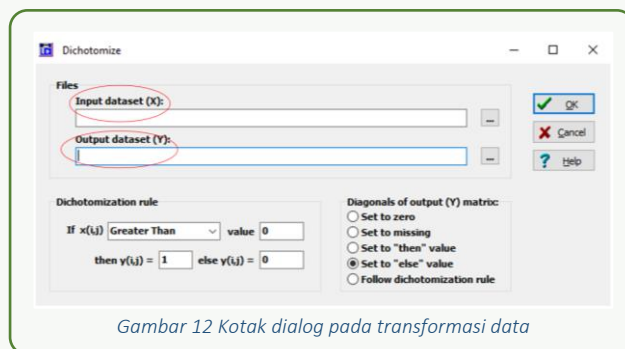 Dichotomize
Files
Input dataset (X):
...
Output dataset (Y):
...
OK
Cancel
? Help
Dichotomization rule
If x(i,j) Greater Than value 0
then y(i,j) = 1 else y(i,j) = 0
Diagonals of output (Y) matrix:
Set to zero
Set to missing
Set to "then" value
Set to "else" value
Follow dichotomization rule
Gambar 12 Kotak dialog pada transformasi data